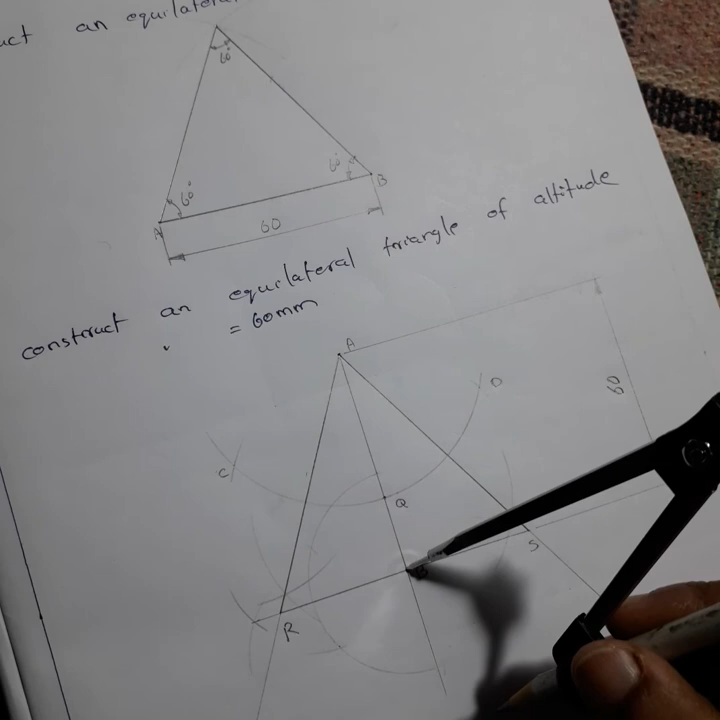 an equilateral
60°
60°
60°
A
B
60
construct an equilateral triangle of altitude
= 60mm
A
D
60
C
Q
S
R